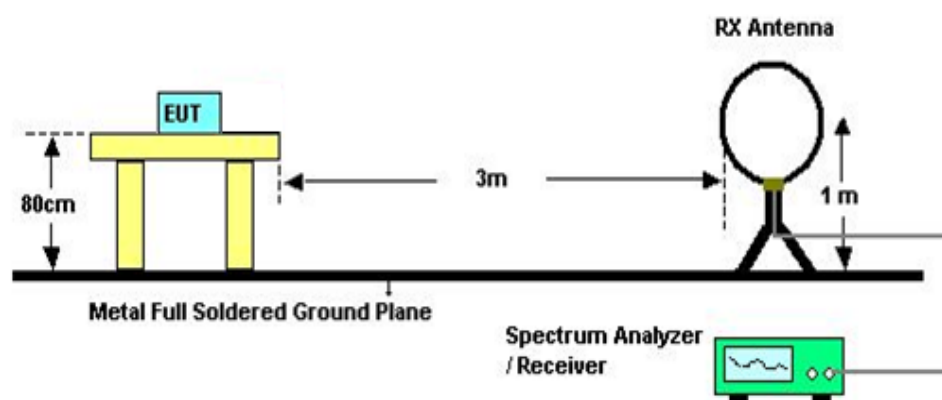 RX Antenna
EUT
80cm
3m
1 m
Metal Full Soldered Ground Plane
Spectrum Analyzer
/ Receiver